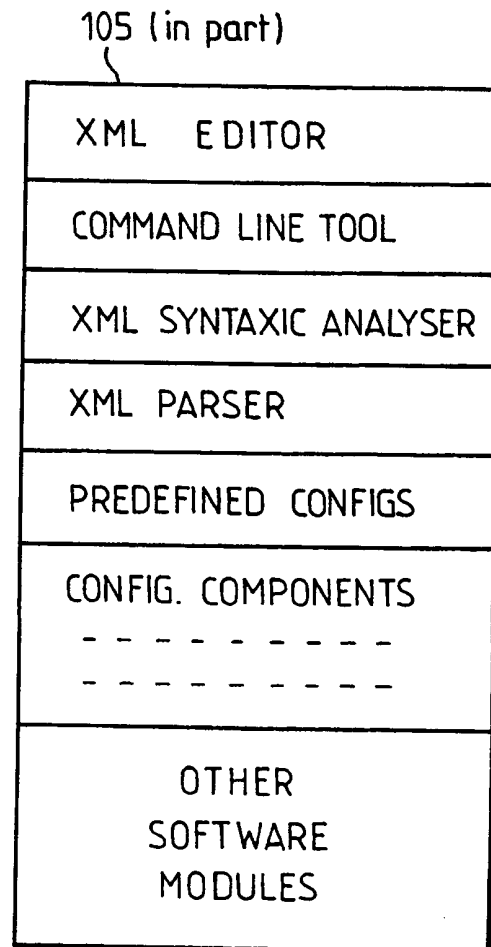 105 (in part)
XML EDITOR
COMMAND LINE TOOL
XML SYNTAXIC ANALYSER
XML PARSER
PREDEFINED CONFIGS
CONFIG. COMPONENTS
- - - - - - - - -
- - - - - - - - -
OTHER
SOFTWARE
MODULES